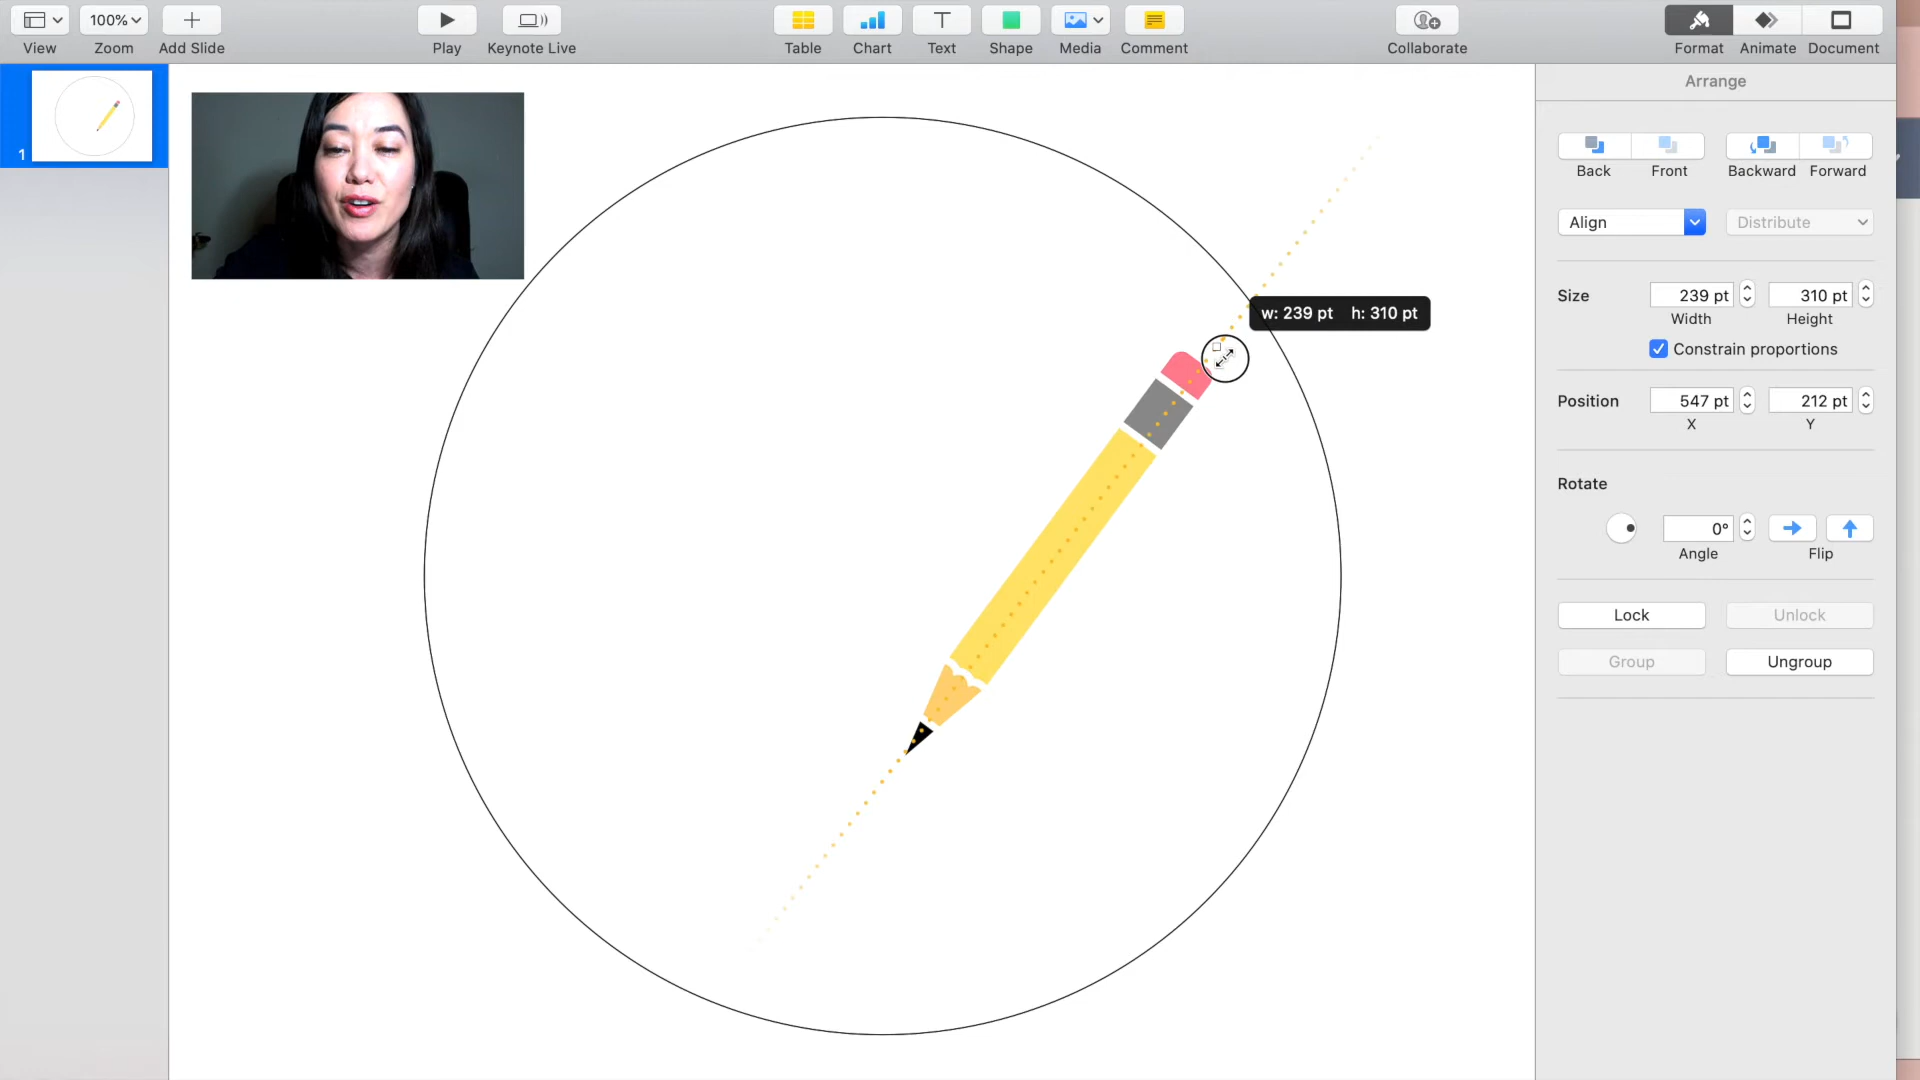 View
100%
Zoom
Add Slide
Play
Keynote Live
Table
Chart
Text
Shape
Media
Comment
Collaborate
Format
Animate
Document
1
w: 239 pt h: 310 pt
Arrange
Back
Front
Backward
Forward
Align
Distribute
Size
239 pt
310 pt
Width
Height
Constrain proportions
Position
547 pt
212 pt
X
Y
Rotate
0°
Angle
Flip
Lock
Unlock
Group
Ungroup